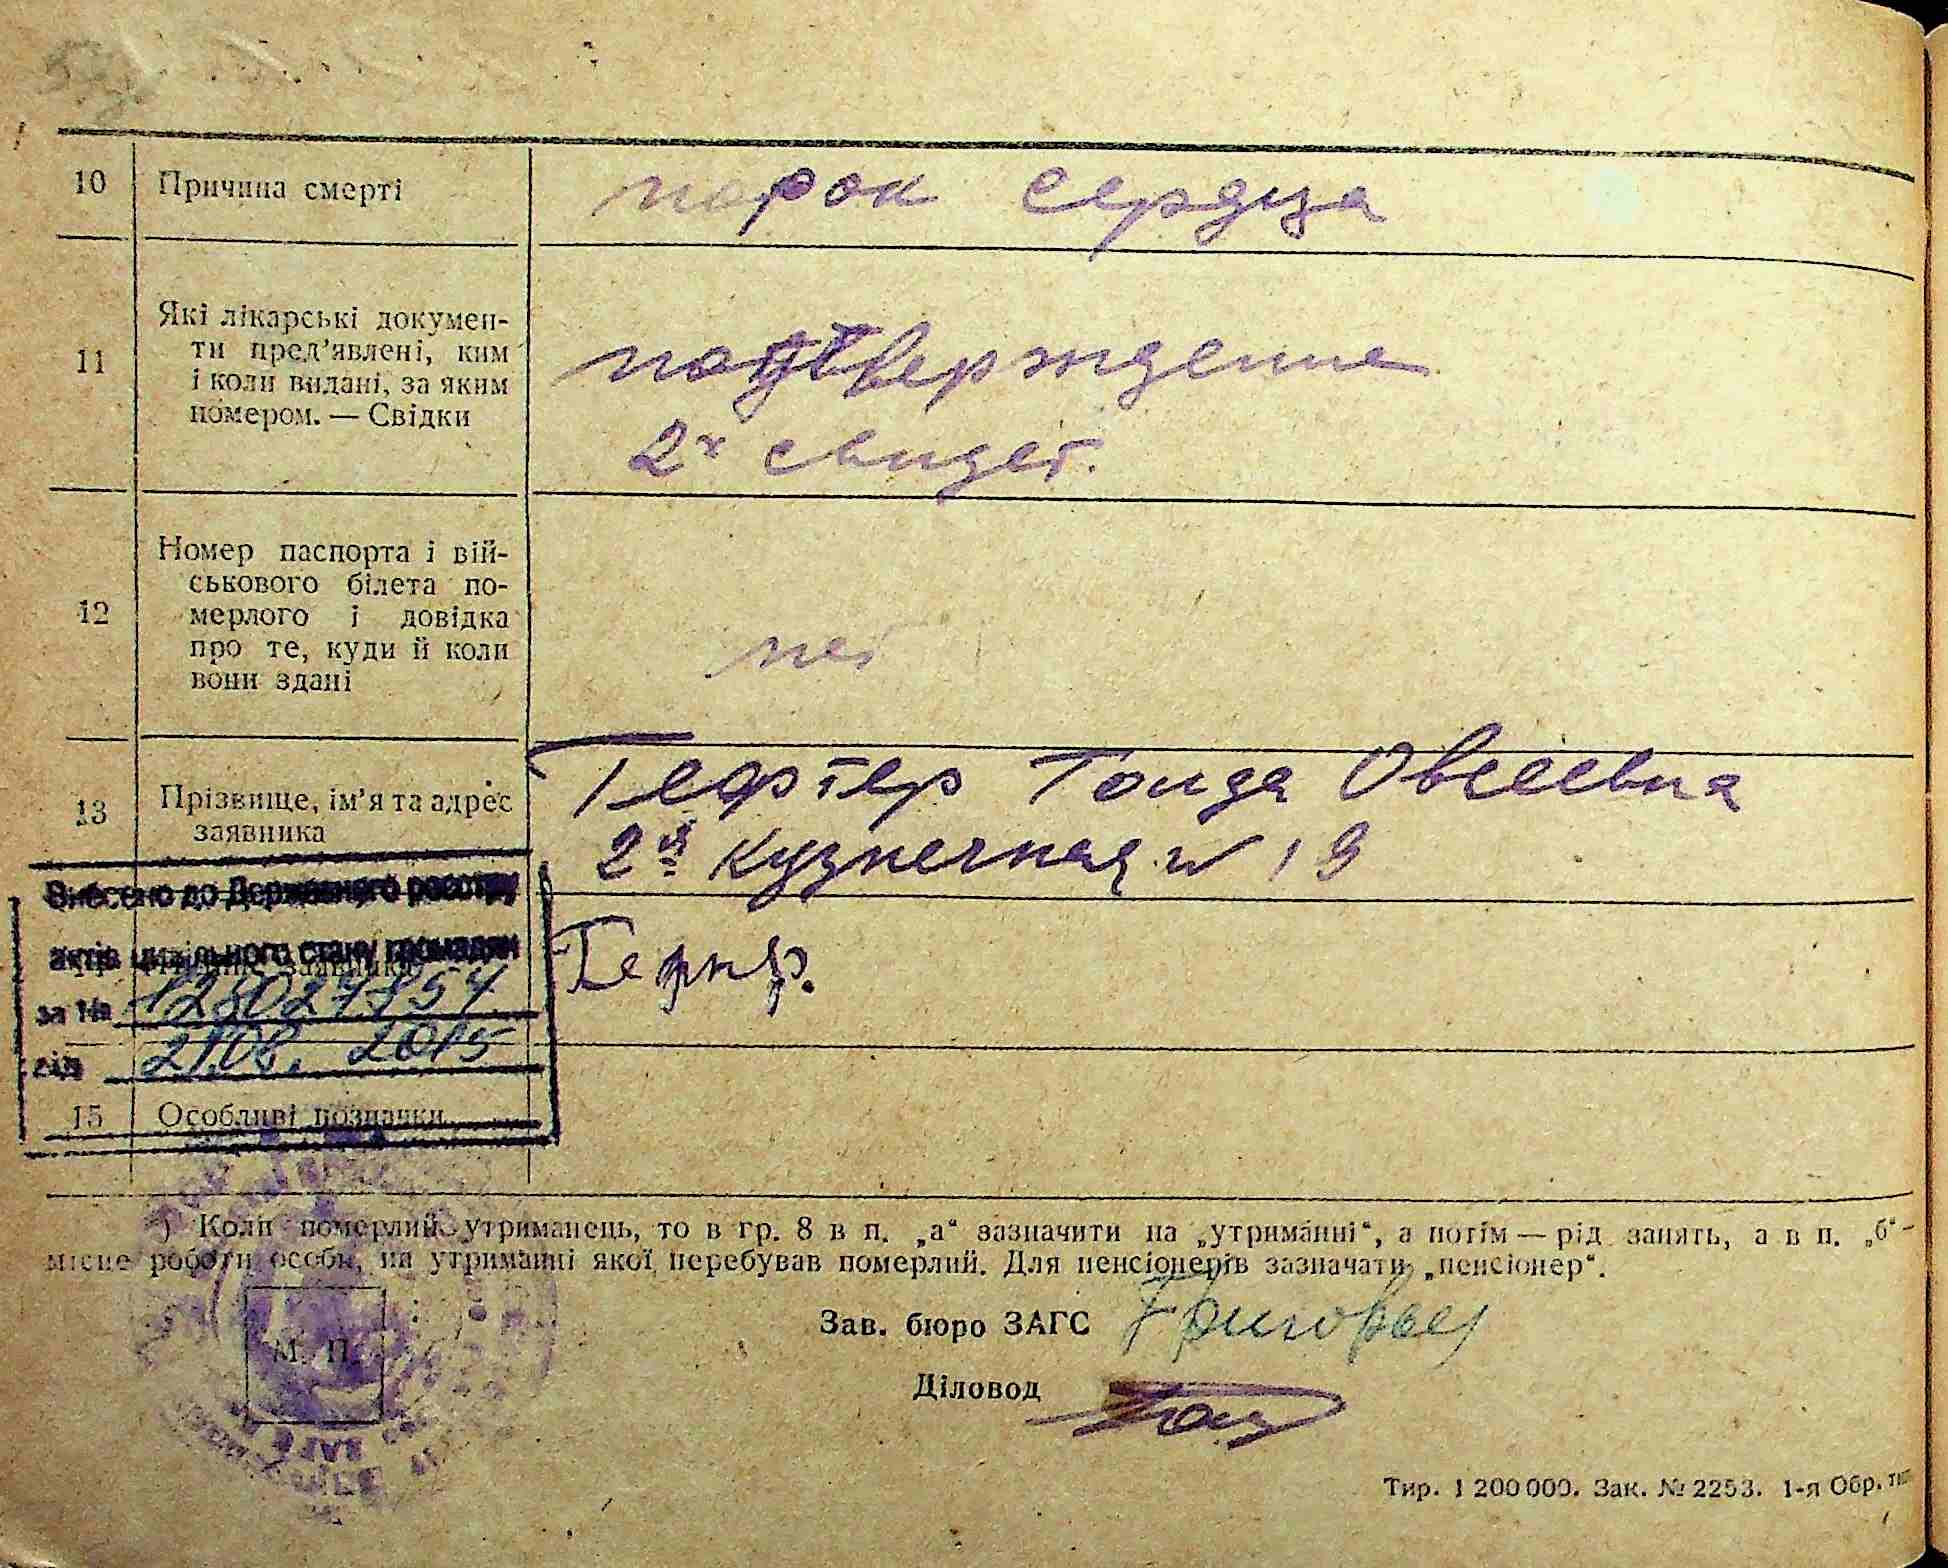 10 Причина смерті порок сердца
11 Які лікарські докумен-
ти пред’явлені, ким
і коли видані, за яким
номером. — Свідки
подтверждение
2х свидет.
12 Номер паспорта і вій-
ськового білета по-
мерлого і довідка
про те, куди й коли
вони здані
нет
13 Прізвище, ім’я та адрес
заявника
Гефтер Голда Овсеевна
2я Кузнечная № 19
Внесено до Державного реєстру
актів цивільного стану громадян
за №
від 21.08. 2015
15 Особливі позначки
) Коли померлий утриманець, то в гр. 8 в п. „а“ зазначити на „утриманні“, а потім — рід занять, а в п. „б“ –
місце роботи особи, на утриманні якої перебував померлий. Для пенсіонерів зазначати „пенсіонер“.
М. П.
Зав. бюро ЗАГС
Діловод
Тир. 1 200 000. Зак. № 2253. 1-я Обр. тип